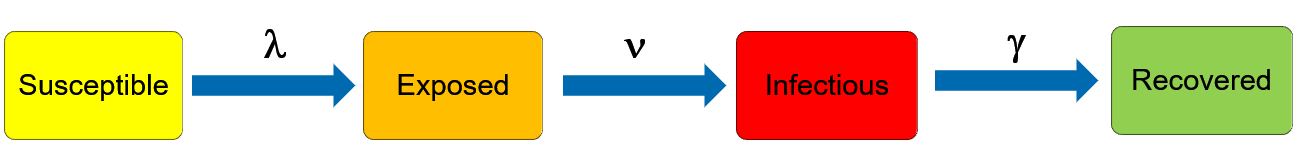 λ ν γ
Susceptible Exposed Infectious Recovered